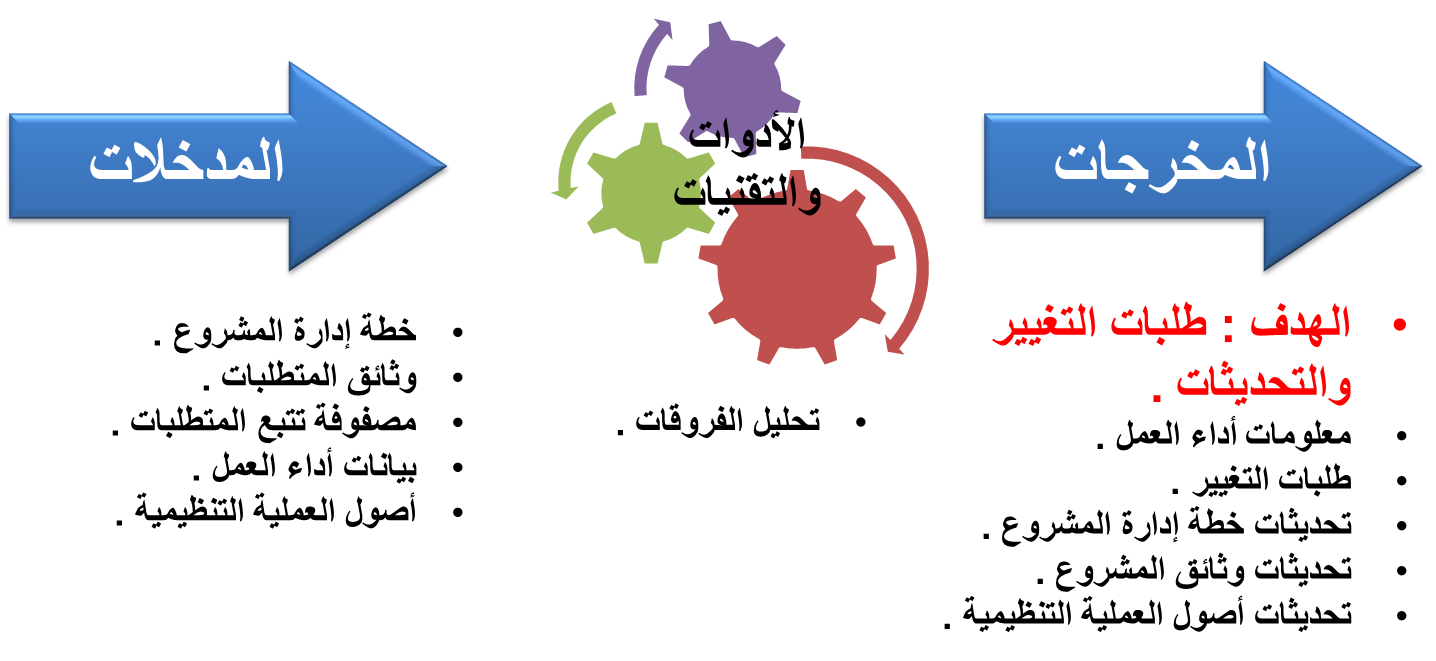 المدخلات
• خطة إدارة المشروع .
• وثائق المتطلبات .
• مصفوفة تتبع المتطلبات .
• بيانات أداء العمل .
• أصول العملية التنظيمية .
الأدوات
والتقنيات
• تحليل الفروقات .
المخرجات
• الهدف : طلبات التغيير
والتحديثات .
• معلومات أداء العمل .
• طلبات التغيير .
• تحديثات خطة إدارة المشروع .
• تحديثات وثائق المشروع .
• تحديثات أصول العملية التنظيمية .